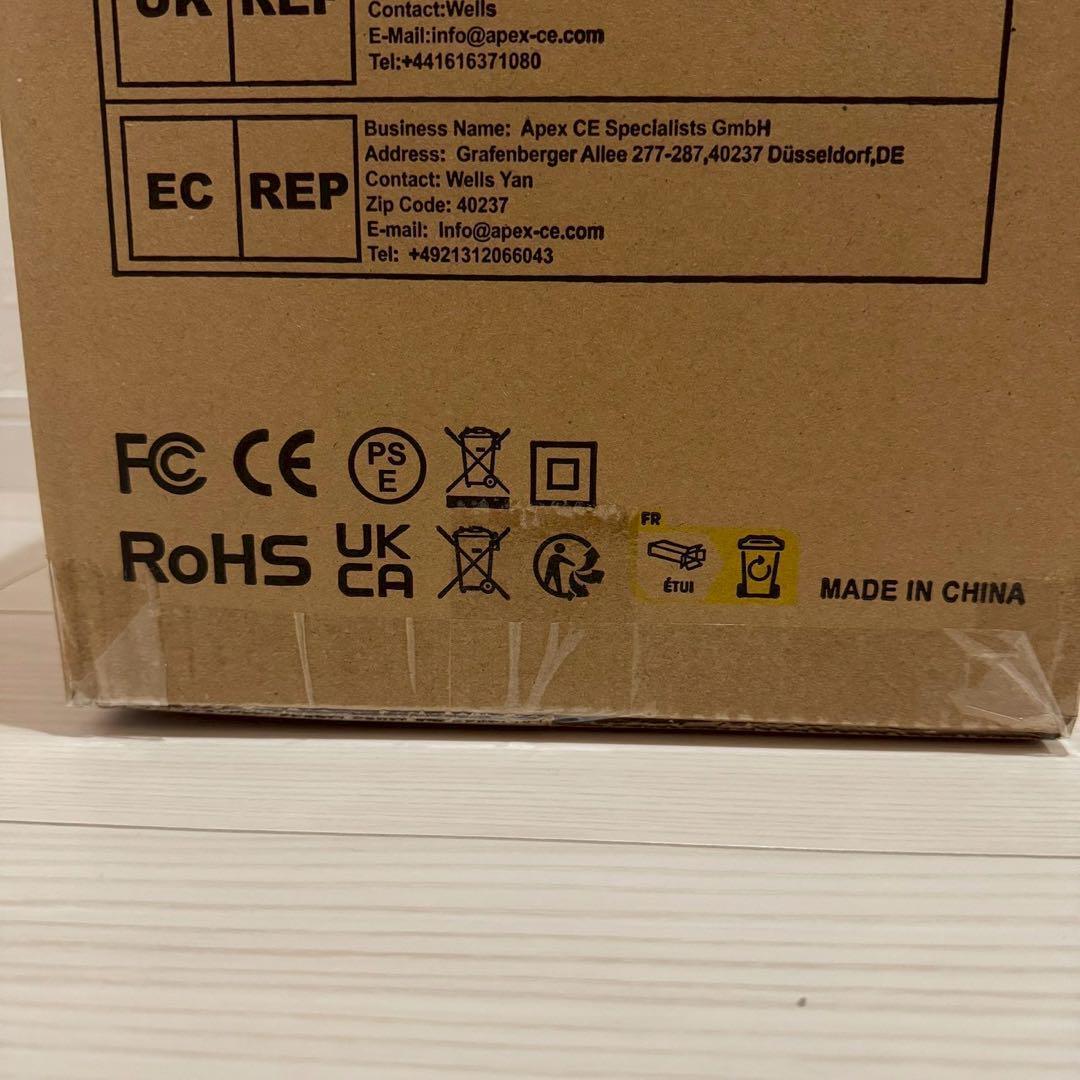 UK REP
Contact:Wells
E-Mail:info@apex-ce.com
Tel:+441616371080
EC REP
Business Name: Apex CE Specialists GmbH
Address: Grafenberger Allee 277-287,40237 Düsseldorf,DE
Contact: Wells Yan
Zip Code: 40237
E-mail: Info@apex-ce.com
Tel: +4921312066043
FC CE PS E
RoHS UK CA
FR
ÉTUI
MADE IN CHINA